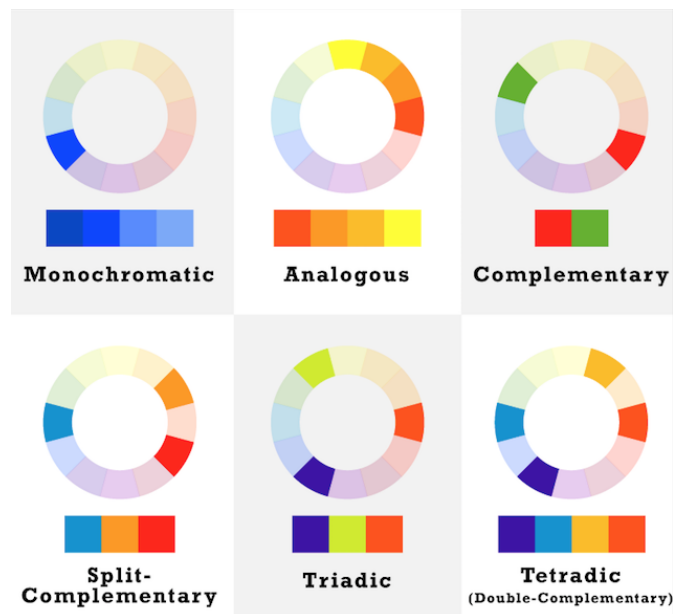 Monochromatic
Analogous
Complementary
Split-
Complementary
Triadic
Tetradic
(Double-Complementary)